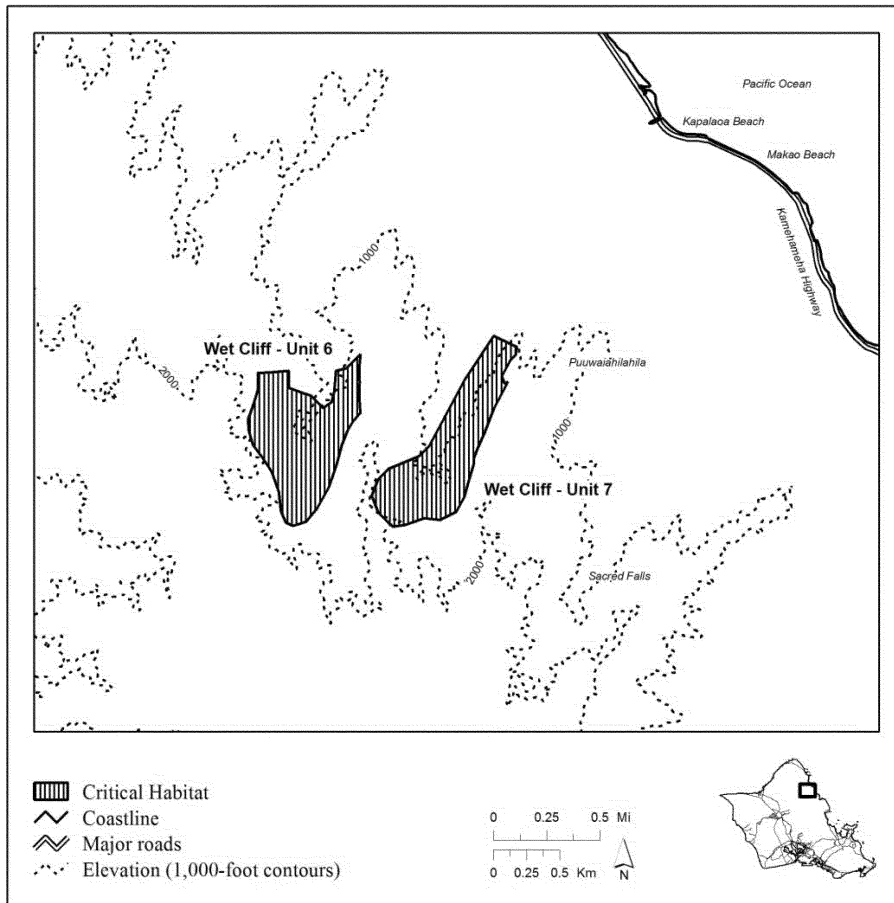 Pacific Ocean
Kapalaoa Beach
Makao Beach
Kamehameha Highway
1000
Wet Cliff - Unit 6
2000
Puuwaiahilahila
1000
Wet Cliff - Unit 7
2000
Sacred Falls
Critical Habitat
Coastline
Major roads
Elevation (1,000-foot contours)
0 0.25 0.5 Mi
0 0.25 0.5 Km
N